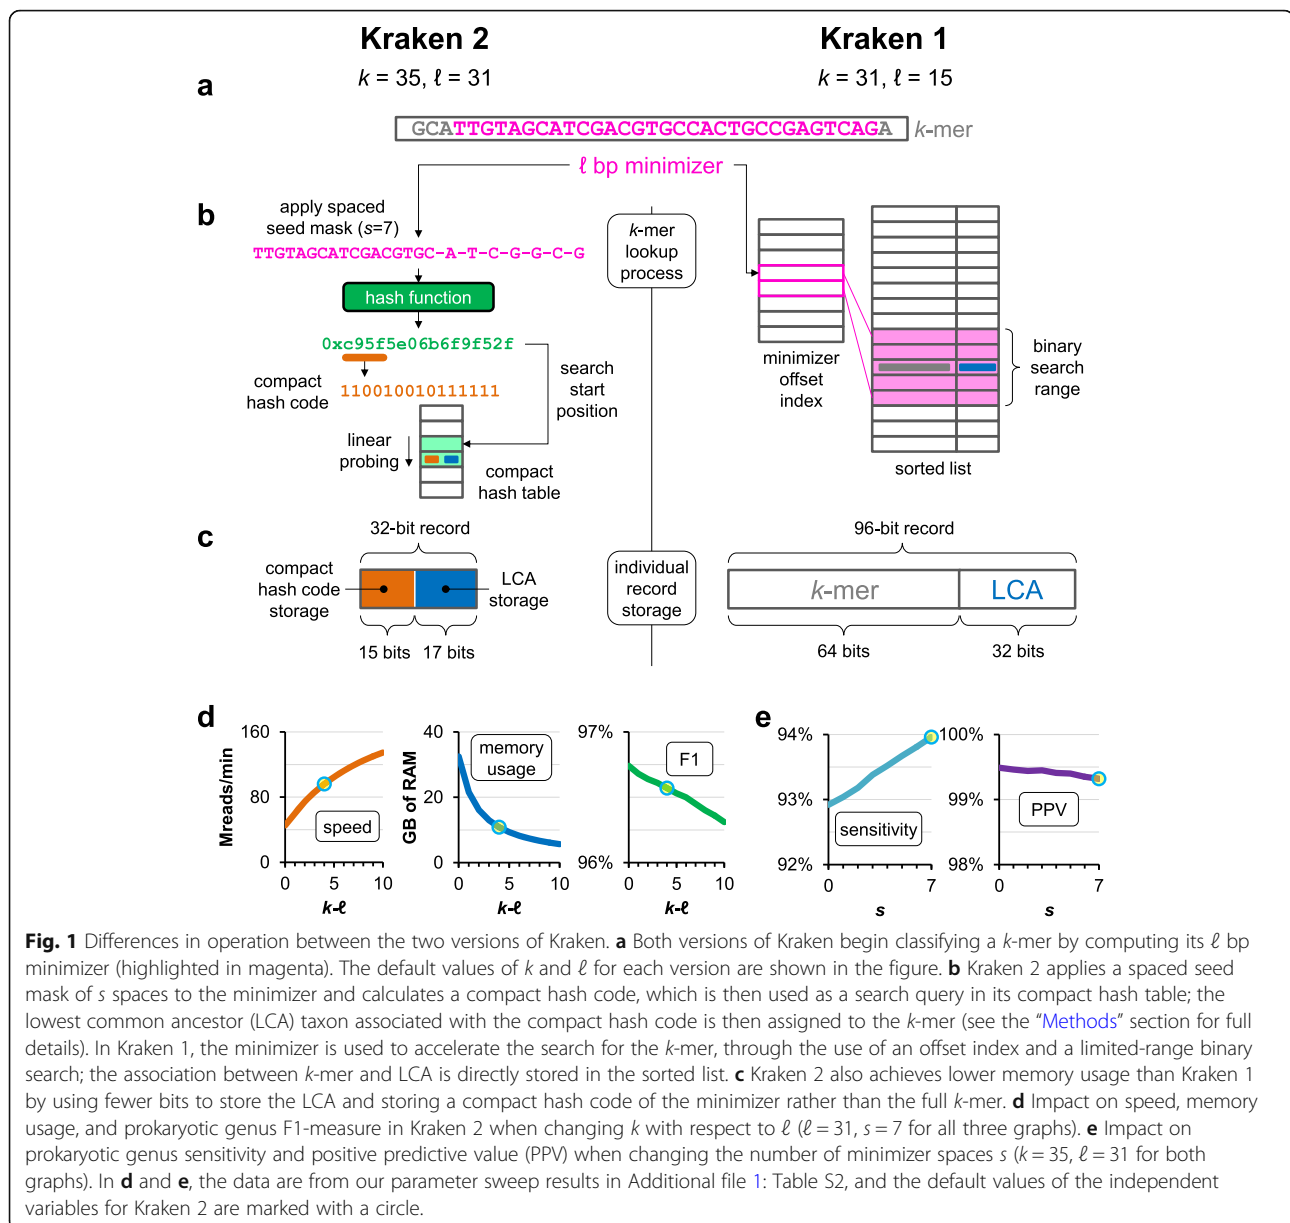 Kraken 2
Kraken 1
k = 35, ℓ = 31
k = 31, ℓ = 15
a
GCATTGTAGCATCGACGTGCCACTGCCGAGTCAGA
k-mer
ℓ bp minimizer
b
apply spaced
seed mask (s=7)
TTGTAGCATCGACGTGC-A-T-C-G-G-C-G
hash function
0xc95f5e06b6f9f52f
compact
hash code
110010010111111
search
start
position
linear
probing
compact
hash table
k-mer
lookup
process
minimizer
offset
index
binary
search
range
sorted list
c
32-bit record
compact
hash code
storage
LCA
storage
15 bits
17 bits
individual
record
storage
96-bit record
k-mer
LCA
64 bits
32 bits
d
Mreads/min
160
80
0
speed
0
5
10
k-ℓ
GB of RAM
40
20
0
memory
usage
0
5
10
k-ℓ
97%
96%
F1
0
5
10
k-ℓ
e
94%
93%
92%
sensitivity
0
7
s
100%
99%
98%
PPV
0
7
s
Fig. 1 Differences in operation between the two versions of Kraken. a Both versions of Kraken begin classifying a k-mer by computing its ℓ bp
minimizer (highlighted in magenta). The default values of k and ℓ for each version are shown in the figure. b Kraken 2 applies a spaced seed
mask of s spaces to the minimizer and calculates a compact hash code, which is then used as a search query in its compact hash table; the
lowest common ancestor (LCA) taxon associated with the compact hash code is then assigned to the k-mer (see the “Methods” section for full
details). In Kraken 1, the minimizer is used to accelerate the search for the k-mer, through the use of an offset index and a limited-range binary
search; the association between k-mer and LCA is directly stored in the sorted list. c Kraken 2 also achieves lower memory usage than Kraken 1
by using fewer bits to store the LCA and storing a compact hash code of the minimizer rather than the full k-mer. d Impact on speed, memory
usage, and prokaryotic genus F1-measure in Kraken 2 when changing k with respect to ℓ (ℓ = 31, s = 7 for all three graphs). e Impact on
prokaryotic genus sensitivity and positive predictive value (PPV) when changing the number of minimizer spaces s (k = 35, ℓ = 31 for both
graphs). In d and e, the data are from our parameter sweep results in Additional file 1: Table S2, and the default values of the independent
variables for Kraken 2 are marked with a circle.